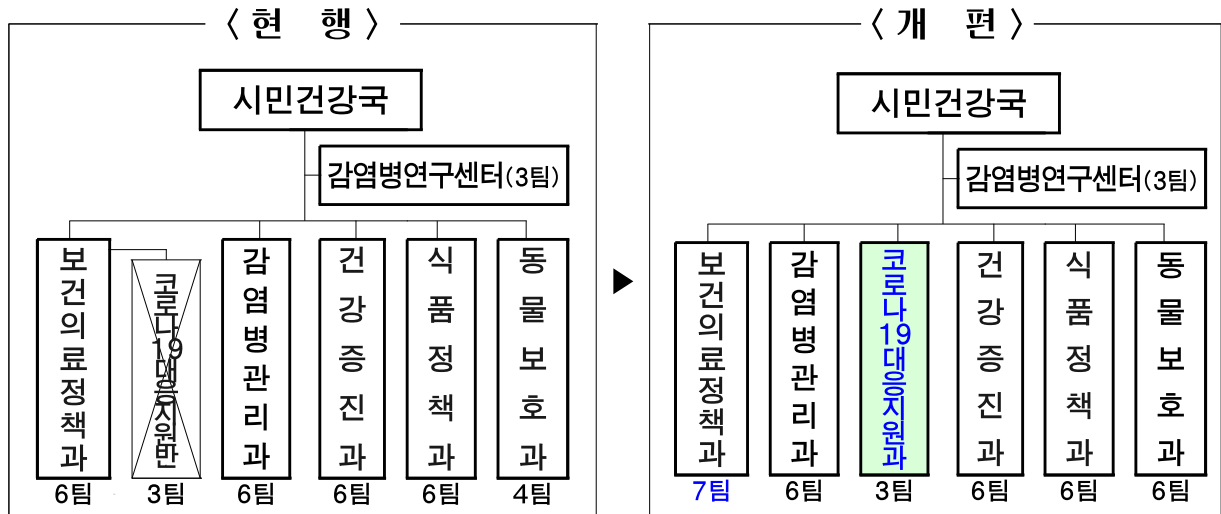 〈 현 행 〉
시민건강국
감염병연구센터(3팀)
보건의료정책과
코로나19대응지원반
감염병관리과
건강증진과
식품정책과
동물보호과
6팀 3팀 6팀 6팀 6팀 4팀
▶
〈 개 편 〉
시민건강국
감염병연구센터(3팀)
보건의료정책과
감염병관리과
코로나19대응지원과
건강증진과
식품정책과
동물보호과
7팀 6팀 3팀 6팀 6팀 6팀